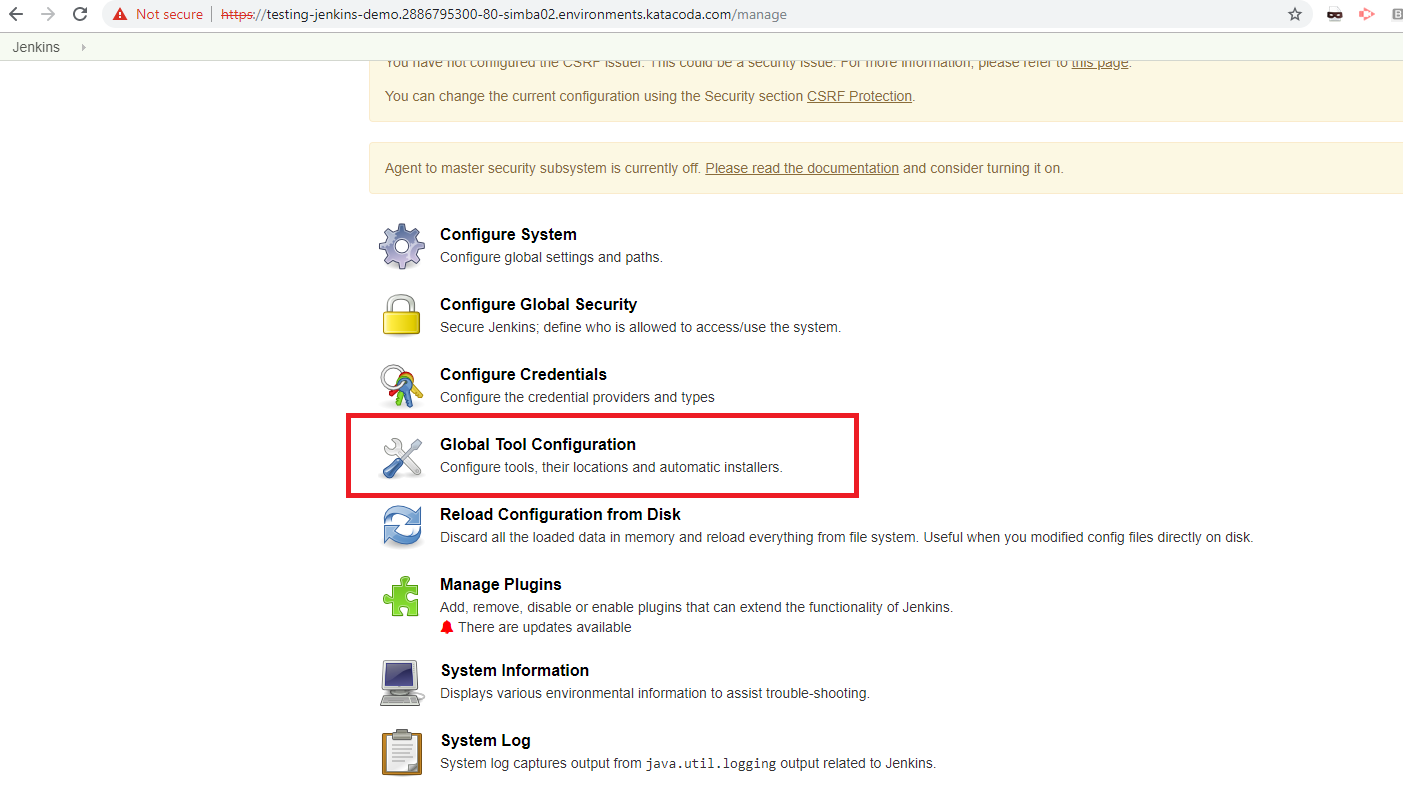 Not secure https://testing-jenkins-demo.2886795300-80-simba02.environments.katacoda.com/manage
Jenkins
You have not configured the CSRF issuer. This could be a security issue. For more information, please refer to this page.
You can change the current configuration using the Security section CSRF Protection.
Agent to master security subsystem is currently off. Please read the documentation and consider turning it on.
Configure System
Configure global settings and paths.
Configure Global Security
Secure Jenkins; define who is allowed to access/use the system.
Configure Credentials
Configure the credential providers and types
Global Tool Configuration
Configure tools, their locations and automatic installers.
Reload Configuration from Disk
Discard all the loaded data in memory and reload everything from file system. Useful when you modified config files directly on disk.
Manage Plugins
Add, remove, disable or enable plugins that can extend the functionality of Jenkins.
There are updates available
System Information
Displays various environmental information to assist trouble-shooting.
System Log
System log captures output from java.util.logging output related to Jenkins.